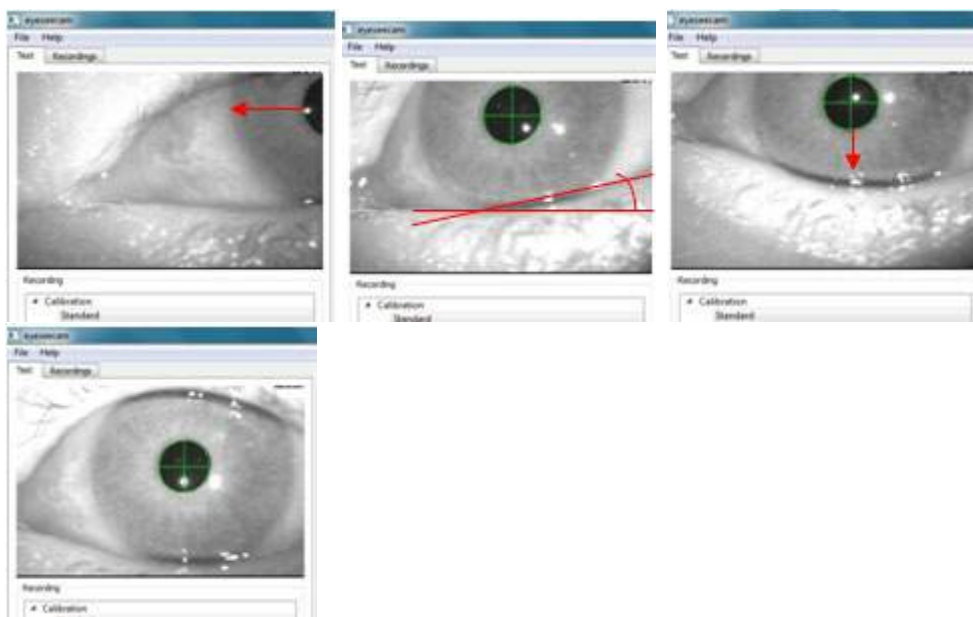 eyeseecam
File Help
Test Recordings
Recording
Calibration
Standard
eyeseecam
File Help
Test Recordings
Recording
Calibration
Standard
eyeseecam
File Help
Test Recordings
Recording
Calibration
Standard
eyeseecam
File Help
Test Recordings
Recording
Calibration